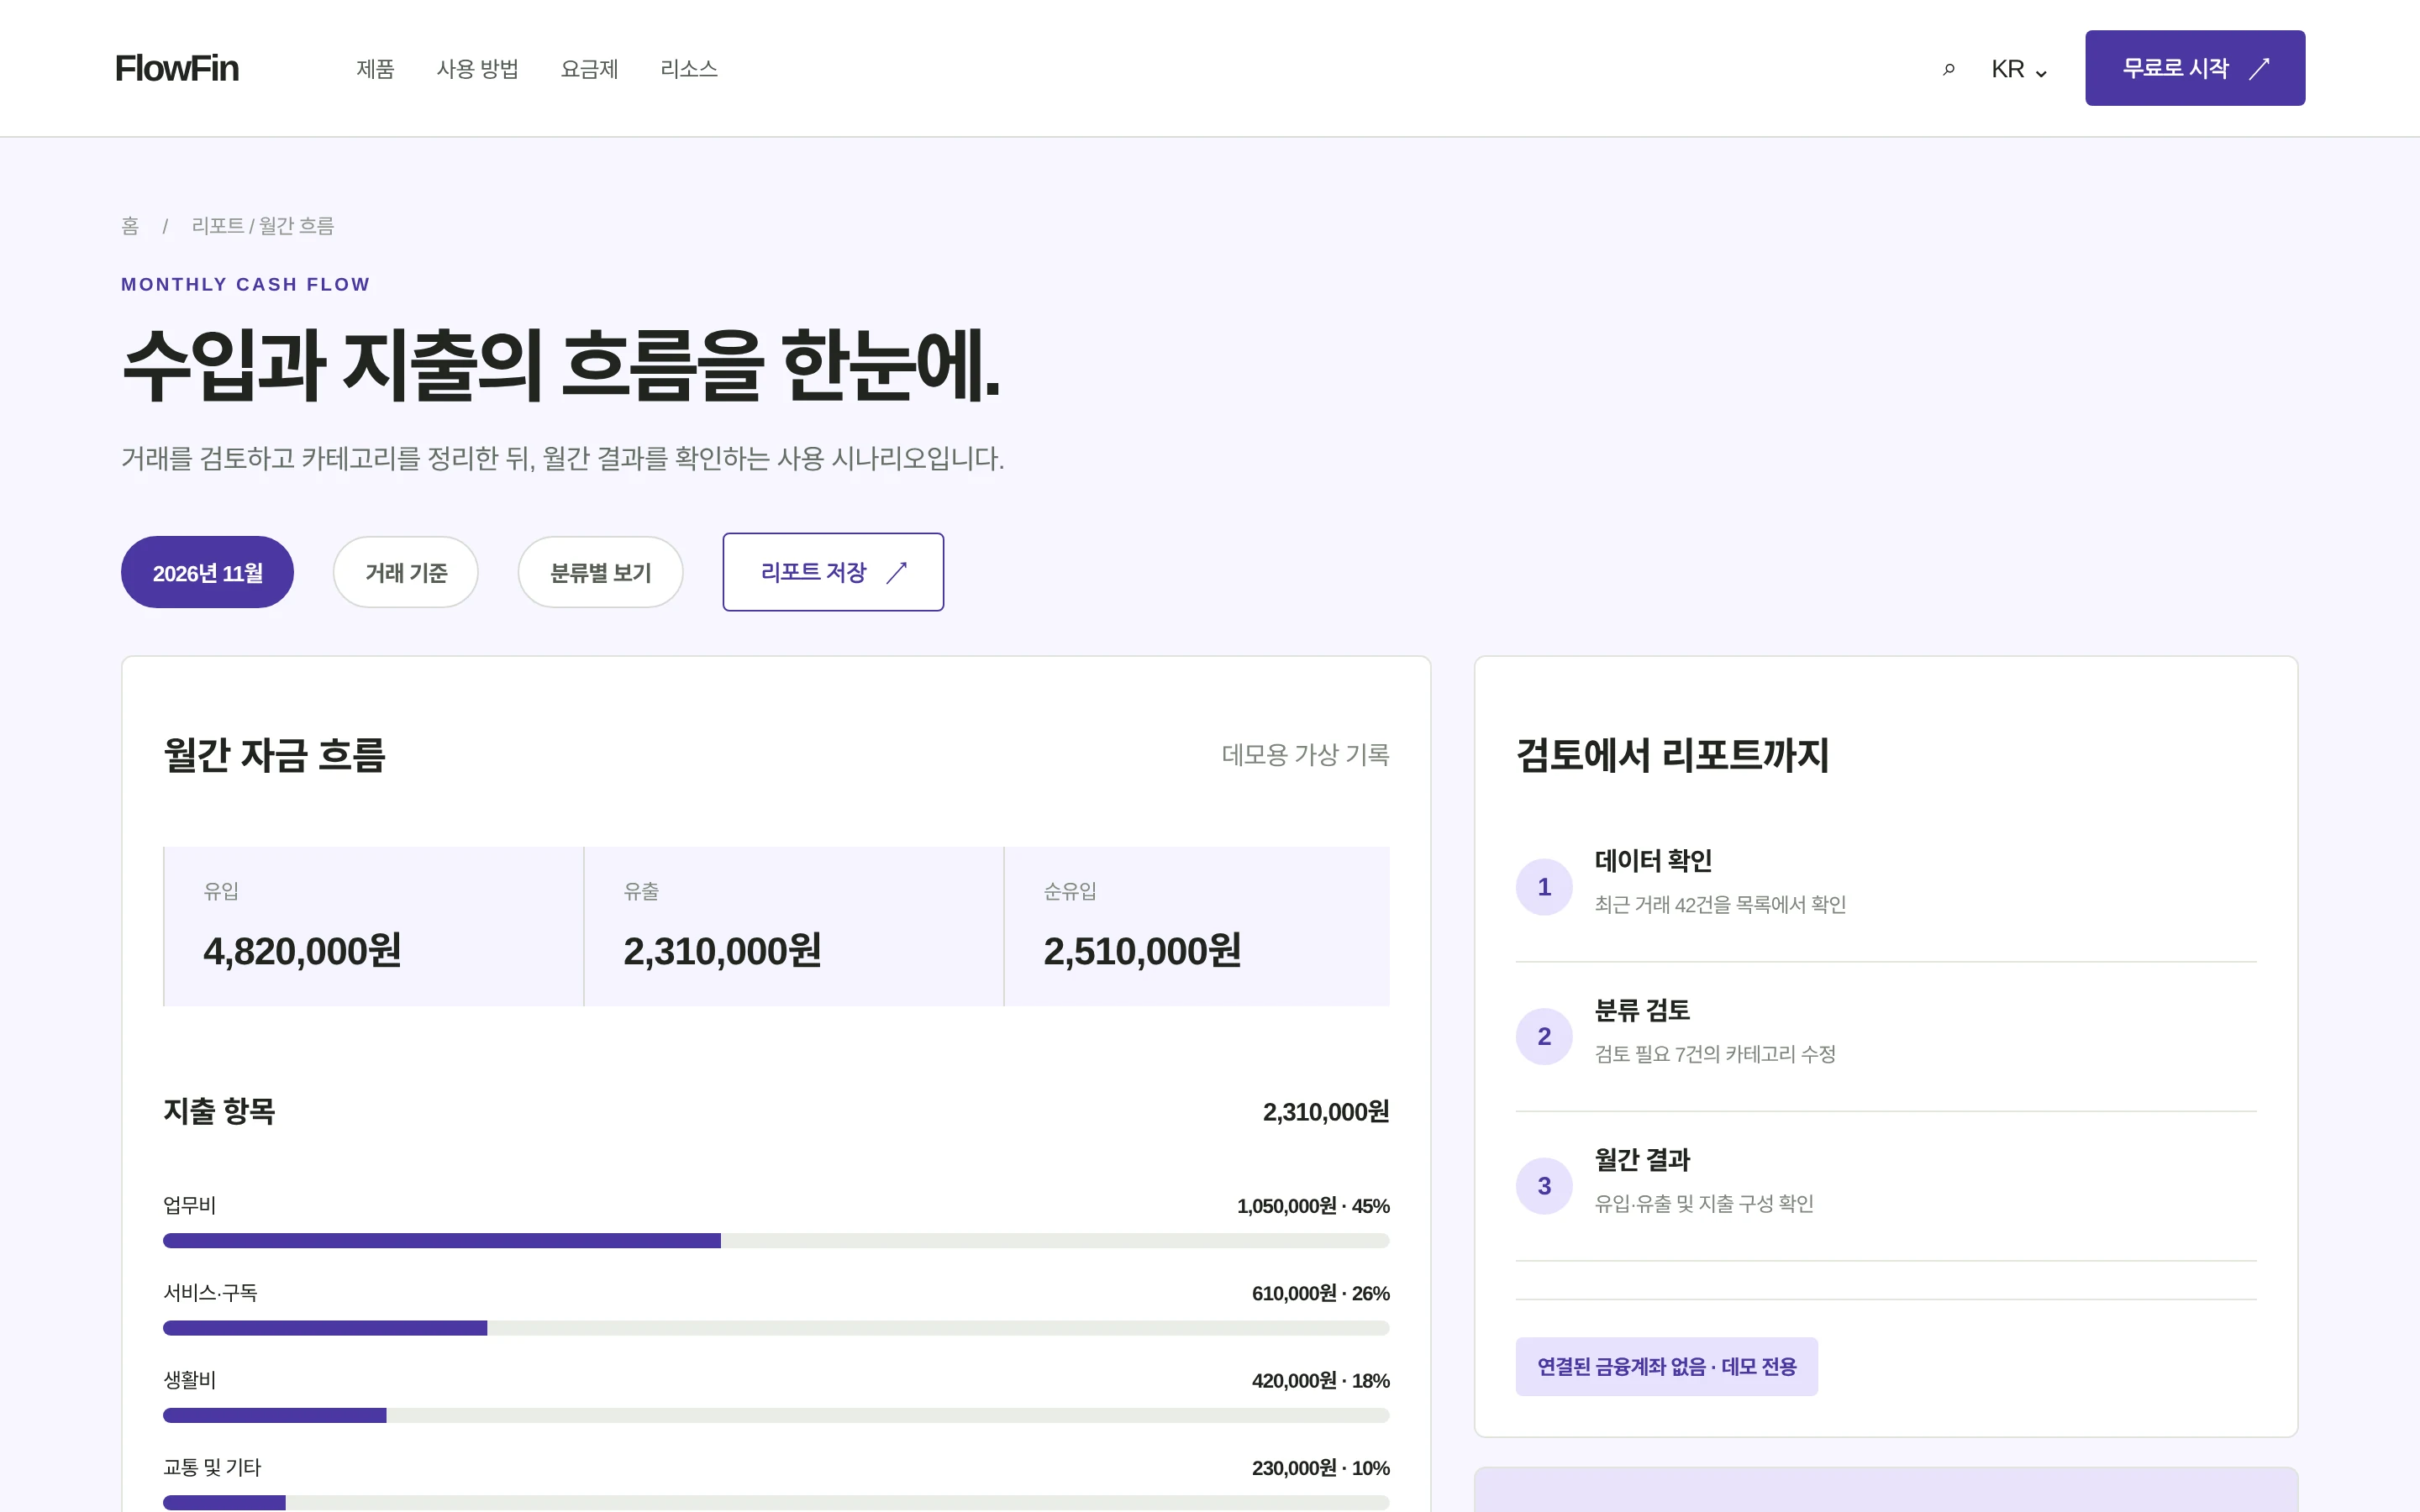 FlowFin 제품 사용 방법 요금제 리소스 KR 무료로 시작
홈 / 리포트 / 월간 흐름
MONTHLY CASH FLOW
수입과 지출의 흐름을 한눈에.
거래를 검토하고 카테고리를 정리한 뒤, 월간 결과를 확인하는 사용 시나리오입니다.
2026년 11월 거래 기준 분류별 보기 리포트 저장
월간 자금 흐름 데모용 가상 기록
유입 유출 순유입
4,820,000원 2,310,000원 2,510,000원
지출 항목 2,310,000원
업무비 1,050,000원 · 45%
서비스·구독 610,000원 · 26%
생활비 420,000원 · 18%
교통 및 기타 230,000원 · 10%
검토에서 리포트까지
1 데이터 확인
최근 거래 42건을 목록에서 확인
2 분류 검토
검토 필요 7건의 카테고리 수정
3 월간 결과
유입·유출 및 지출 구성 확인
연결된 금융계좌 없음 · 데모 전용